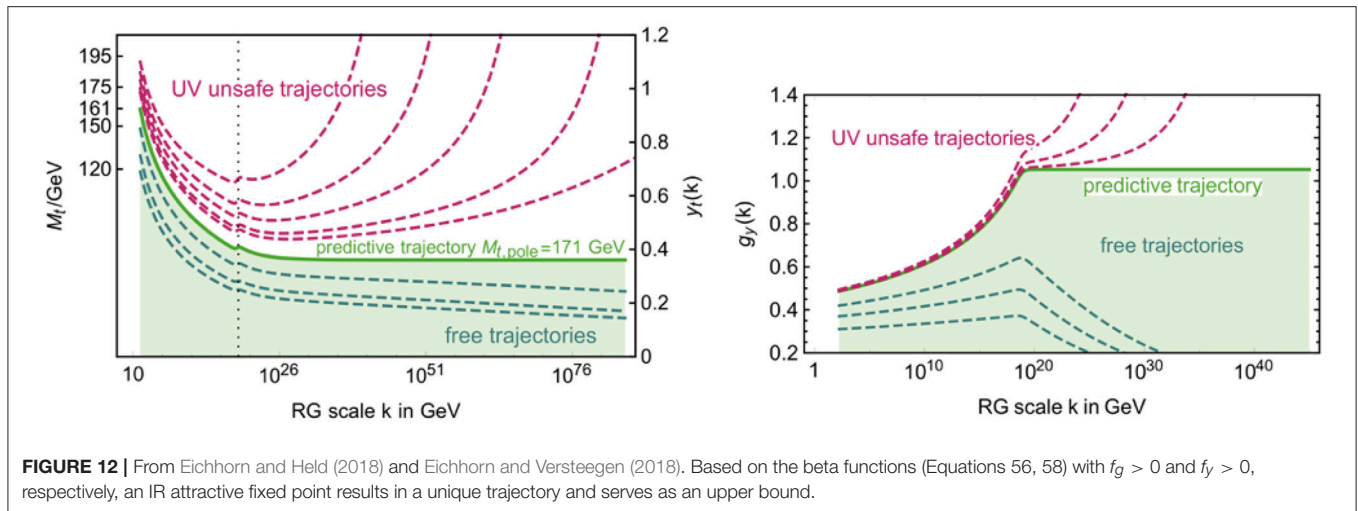 195
175
161
150
120
M_t/GeV
UV unsafe trajectories
predictive trajectory M_t,pole=171 GeV
free trajectories
1.2
1
0.8
0.6
0.4
0.2
0
y_t(k)
10
10^26
10^51
10^76
RG scale k in GeV
1.4
1.2
1.0
0.8
0.6
0.4
0.2
g_y(k)
UV unsafe trajectories
predictive trajectory
free trajectories
1
10^10
10^20
10^30
10^40
RG scale k in GeV
FIGURE 12 | From Eichhorn and Held (2018) and Eichhorn and Versteegen (2018). Based on the beta functions (Equations 56, 58) with f_g > 0 and f_y > 0,
respectively, an IR attractive fixed point results in a unique trajectory and serves as an upper bound.